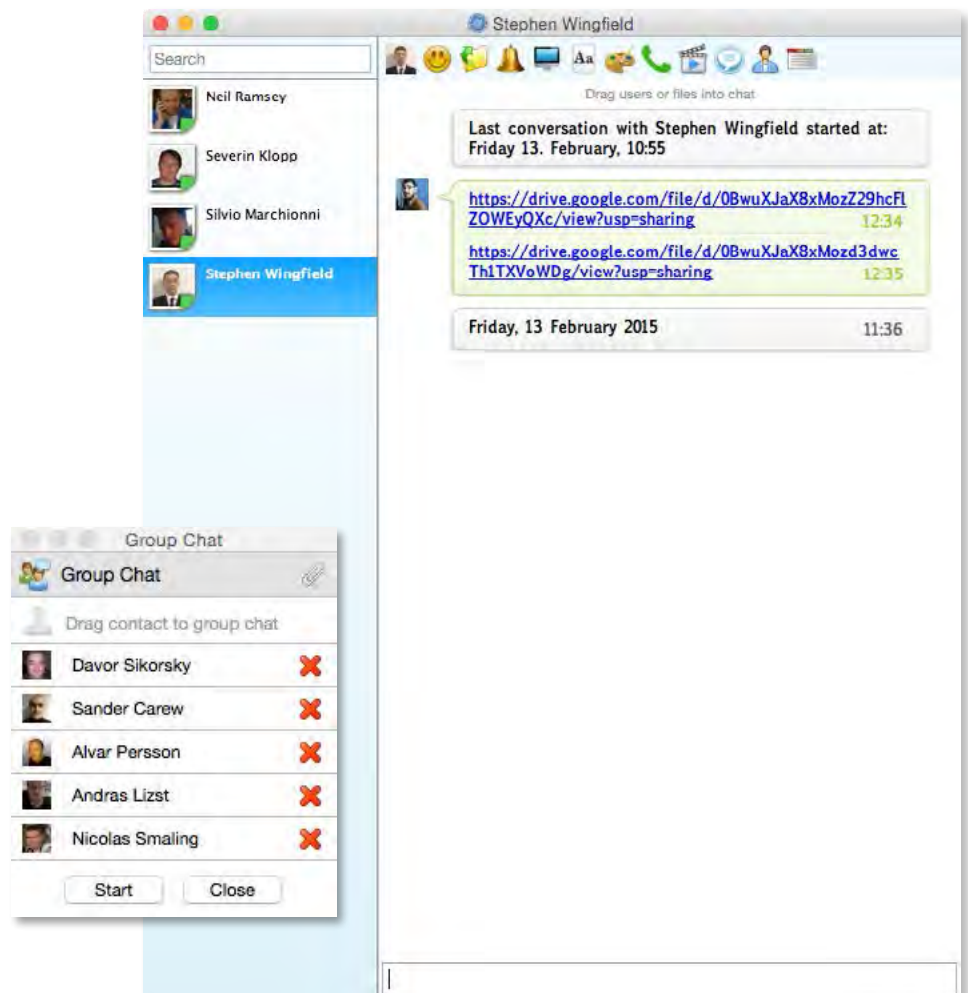 Stephen Wingfield
Search
Neil Ramsey
Severin Klopp
Silvio Marchionni
Stephen Wingfield
Aa
Drag users or files into chat
Last conversation with Stephen Wingfield started at:
Friday 13. February, 10:55
https://drive.google.com/file/d/0BwuXJaX8xMozZ29hcFl
ZOWEyQXc/view?usp=sharing 12:34
https://drive.google.com/file/d/0BwuXJaX8xMozd3dwc
Th1TXVoWDg/view?usp=sharing 12:35
Friday, 13 February 2015 11:36
Group Chat
Group Chat
Drag contact to group chat
Davor Sikorsky
Sander Carew
Alvar Persson
Andras Lizst
Nicolas Smaling
Start Close